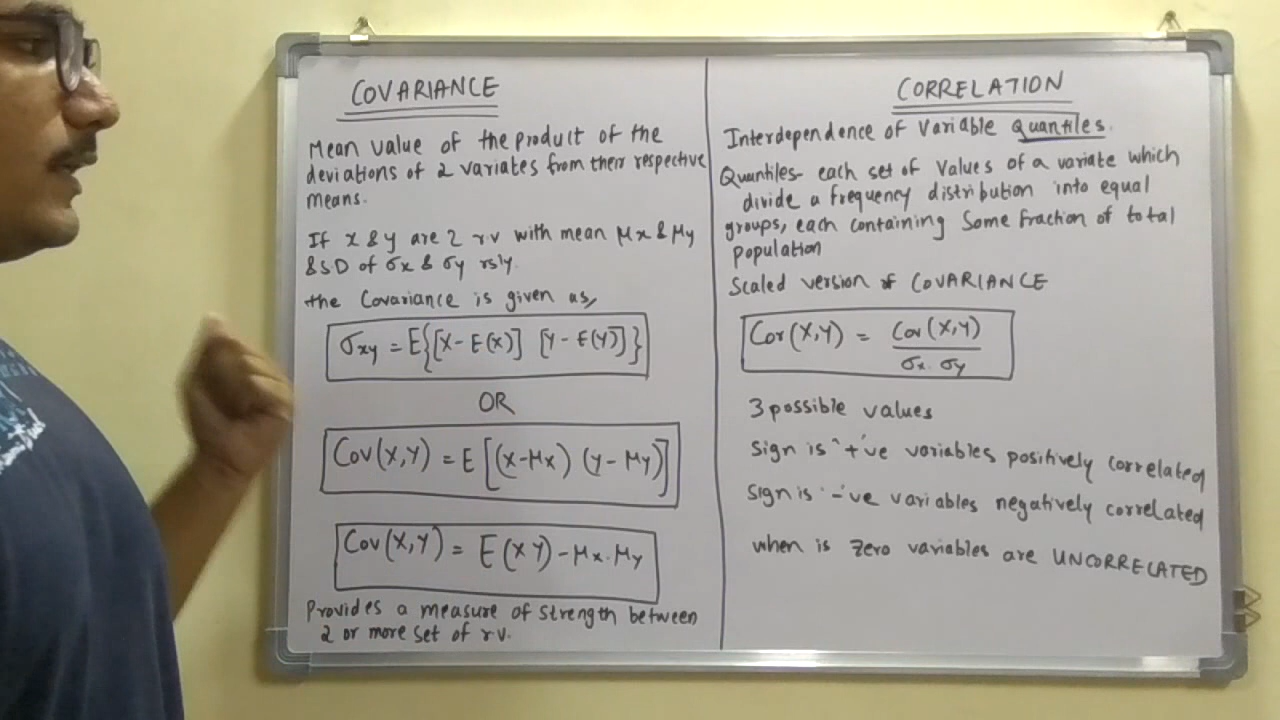 COVARIANCE
Mean value of the product of the
deviations of 2 variates from their respective
means.
If x & y are 2 r.v with mean μx & μy
& SD of σx & σy rsly.
the covariance is given as,
σxy = E{[X - E(x)] [Y - E(Y)]}
OR
Cov(X,Y) = E[(x-μx) (y-μy)]
Cov(X,Y) = E(XY) - μx.μy
Provides a measure of strength between
2 or more set of r.v.
CORRELATION
Interdependence of Variable Quantiles.
Quantiles- each set of values of a variate which
divide a frequency distribution into equal
groups, each containing some fraction of total
population
Scaled version of COVARIANCE
Cor(X,Y) = Cov(X,Y)
σx.σy
3 possible values
sign is '+'ve variables positively correlated
sign is '-'ve variables negatively correlated
when is zero variables are UNCORRELATED